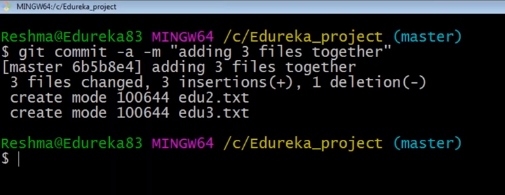 MINGW64:/c/Edureka_project
Reshma@Edureka83 MINGW64 /c/Edureka_project (master)
$ git commit -a -m "adding 3 files together"
[master 6b5b8e4] adding 3 files together
3 files changed, 3 insertions(+), 1 deletion(-)
create mode 100644 edu2.txt
create mode 100644 edu3.txt
Reshma@Edureka83 MINGW64 /c/Edureka_project (master)
$